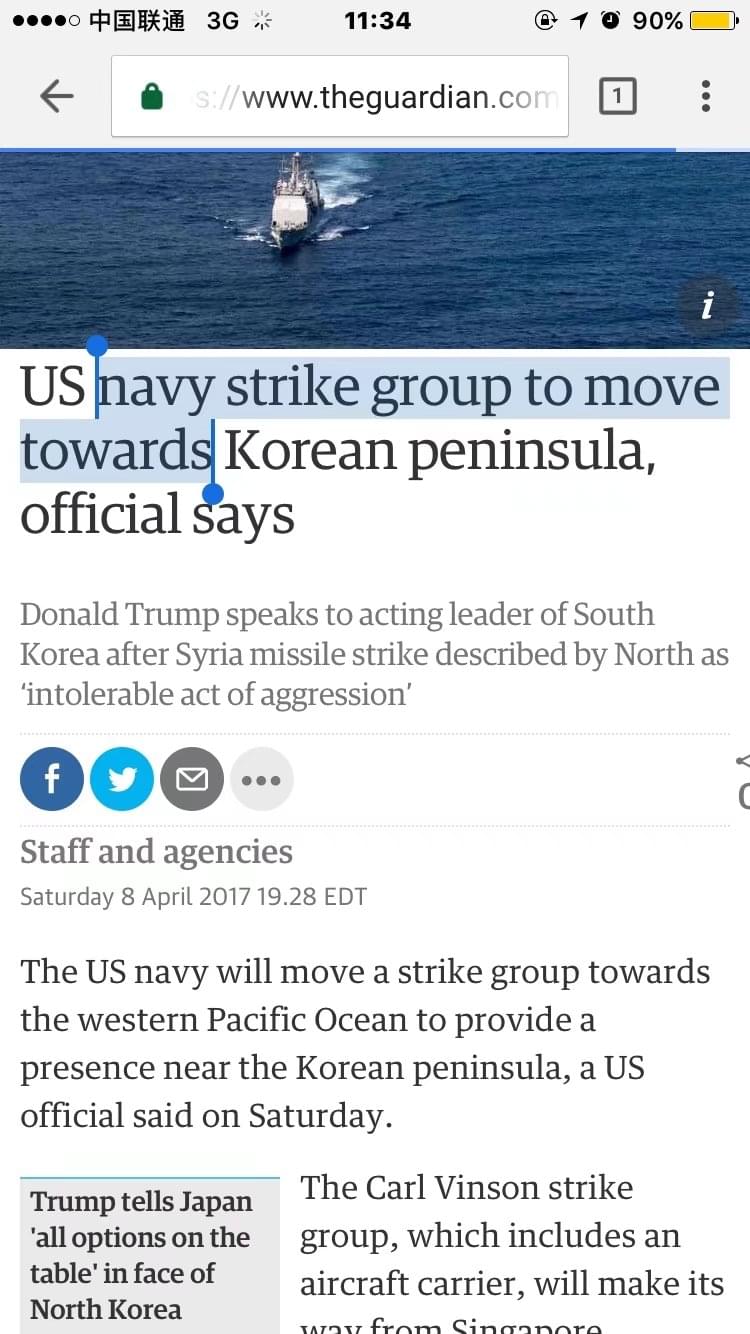 中国联通 3G 11:34 90%
s://www.theguardian.com 1
i
US navy strike group to move
towards Korean peninsula,
official says
Donald Trump speaks to acting leader of South
Korea after Syria missile strike described by North as
‘intolerable act of aggression’
f
Staff and agencies
Saturday 8 April 2017 19.28 EDT
The US navy will move a strike group towards
the western Pacific Ocean to provide a
presence near the Korean peninsula, a US
official said on Saturday.
Trump tells Japan
'all options on the
table' in face of
North Korea
The Carl Vinson strike
group, which includes an
aircraft carrier, will make its
way from Singapore